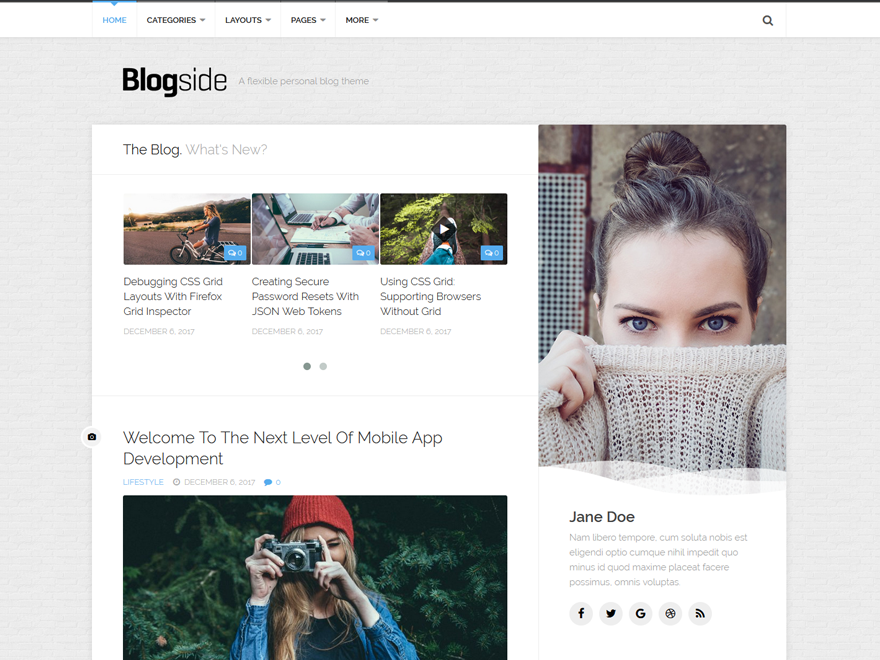 HOME CATEGORIES LAYOUTS PAGES MORE
Blogside A flexible personal blog theme
The Blog. What's New?
0
0
0
Debugging CSS Grid
Layouts With Firefox
Grid Inspector
DECEMBER 6, 2017
Creating Secure
Password Resets With
JSON Web Tokens
DECEMBER 6, 2017
Using CSS Grid:
Supporting Browsers
Without Grid
DECEMBER 6, 2017
Welcome To The Next Level Of Mobile App
Development
LIFESTYLE DECEMBER 6, 2017 0
Jane Doe
Nam libero tempore, cum soluta nobis est
eligendi optio cumque nihil impedit quo
minus id quod maxime placeat facere
possimus, omnis voluptas